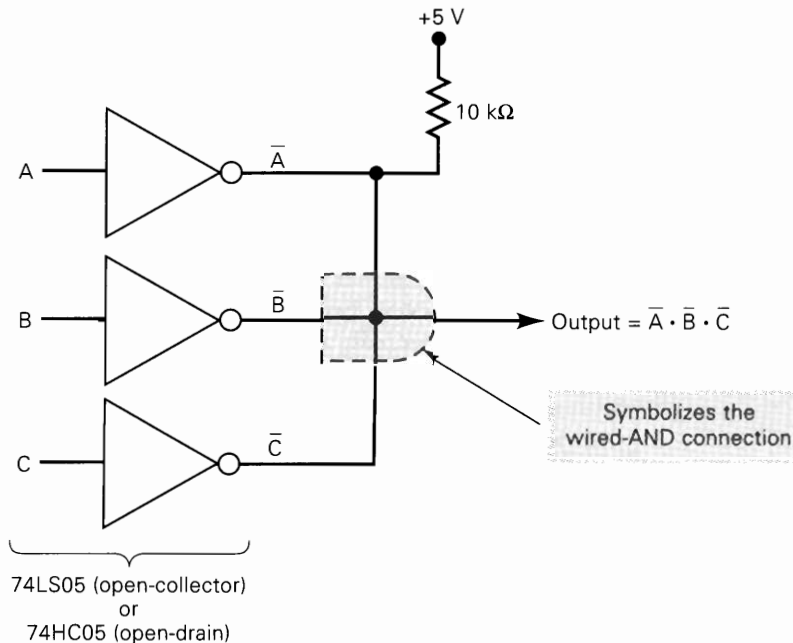 +5 V
10 kΩ
A
A̅
B
B̅
Output = A̅ · B̅ · C̅
Symbolizes the
wired-AND connection
C
C̅
74LS05 (open-collector)
or
74HC05 (open-drain)